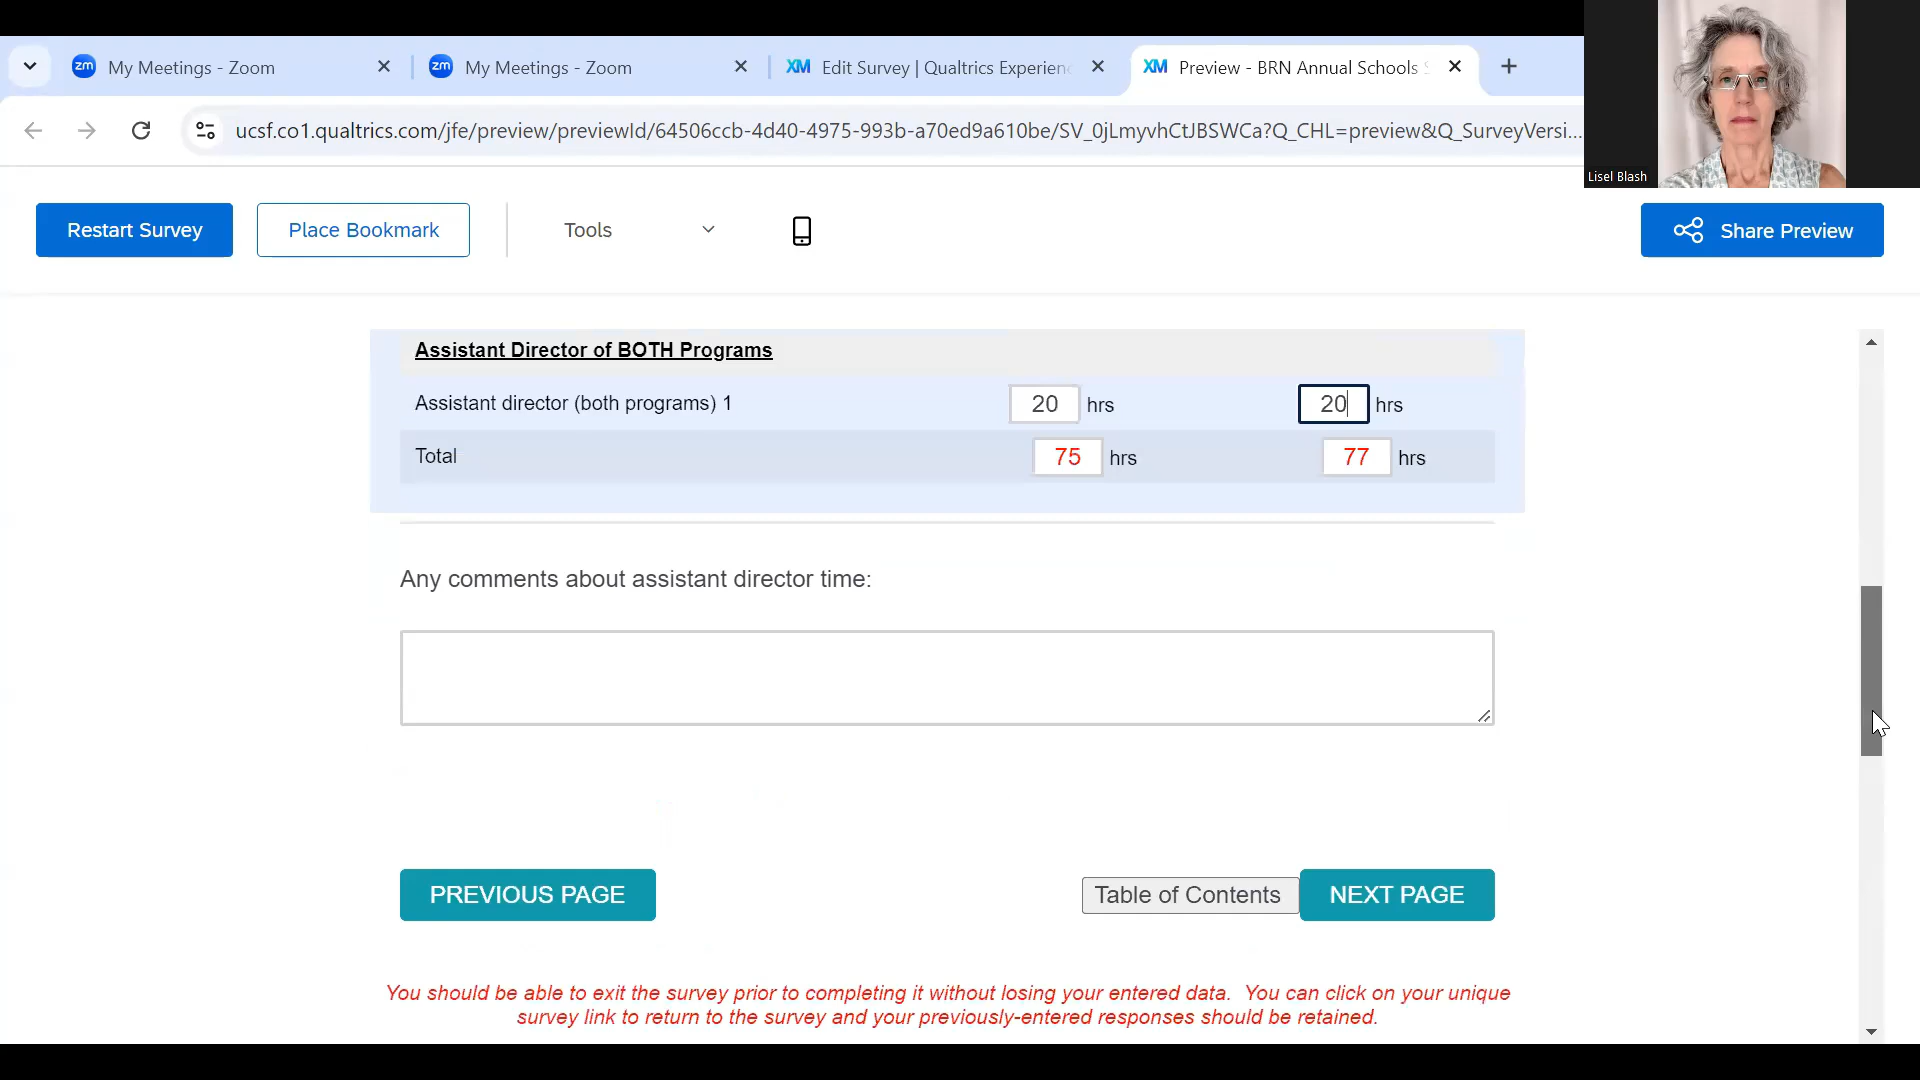 My Meetings - Zoom
My Meetings - Zoom
Edit Survey | Qualtrics Experienc
Preview - BRN Annual Schools
ucsf.co1.qualtrics.com/jfe/preview/previewId/64506ccb-4d40-4975-993b-a70ed9a610be/SV_0jLmyvhCtJBSWCa?Q_CHL=preview&Q_SurveyVersi...
Lisel Blash
Restart Survey
Place Bookmark
Tools
Share Preview
Assistant Director of BOTH Programs
Assistant director (both programs) 1 20 hrs 20 hrs
Total 75 hrs 77 hrs
Any comments about assistant director time:
PREVIOUS PAGE
Table of Contents
NEXT PAGE
You should be able to exit the survey prior to completing it without losing your entered data. You can click on your unique
survey link to return to the survey and your previously-entered responses should be retained.